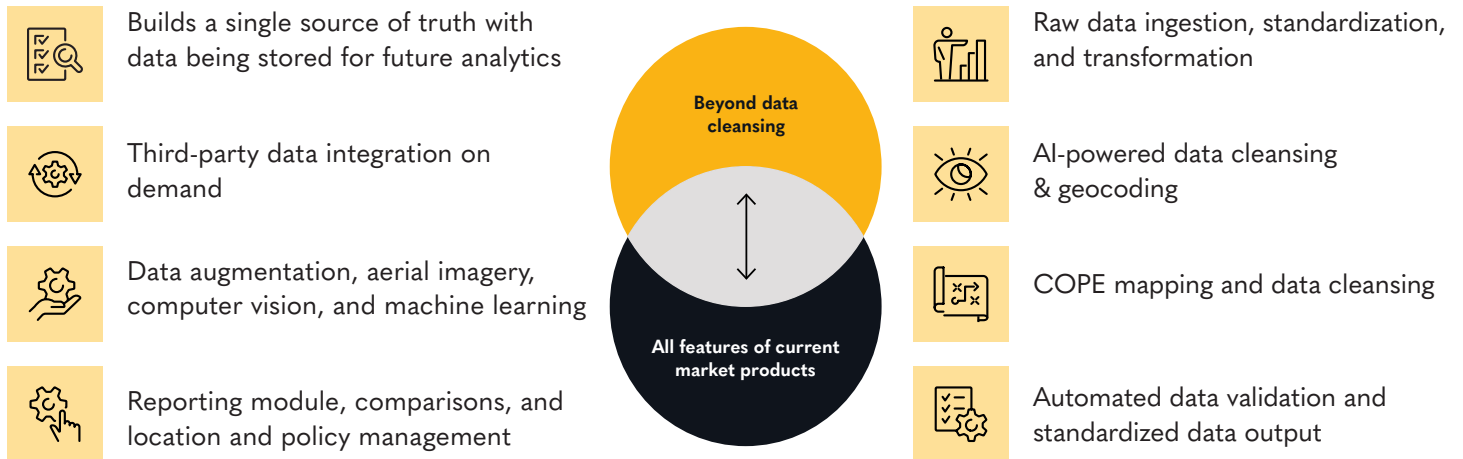 Builds a single source of truth with
data being stored for future analytics
Third-party data integration on
demand
Data augmentation, aerial imagery,
computer vision, and machine learning
Reporting module, comparisons, and
location and policy management
Beyond data
cleansing
All features of current
market products
Raw data ingestion, standardization,
and transformation
AI-powered data cleansing
& geocoding
COPE mapping and data cleansing
Automated data validation and
standardized data output